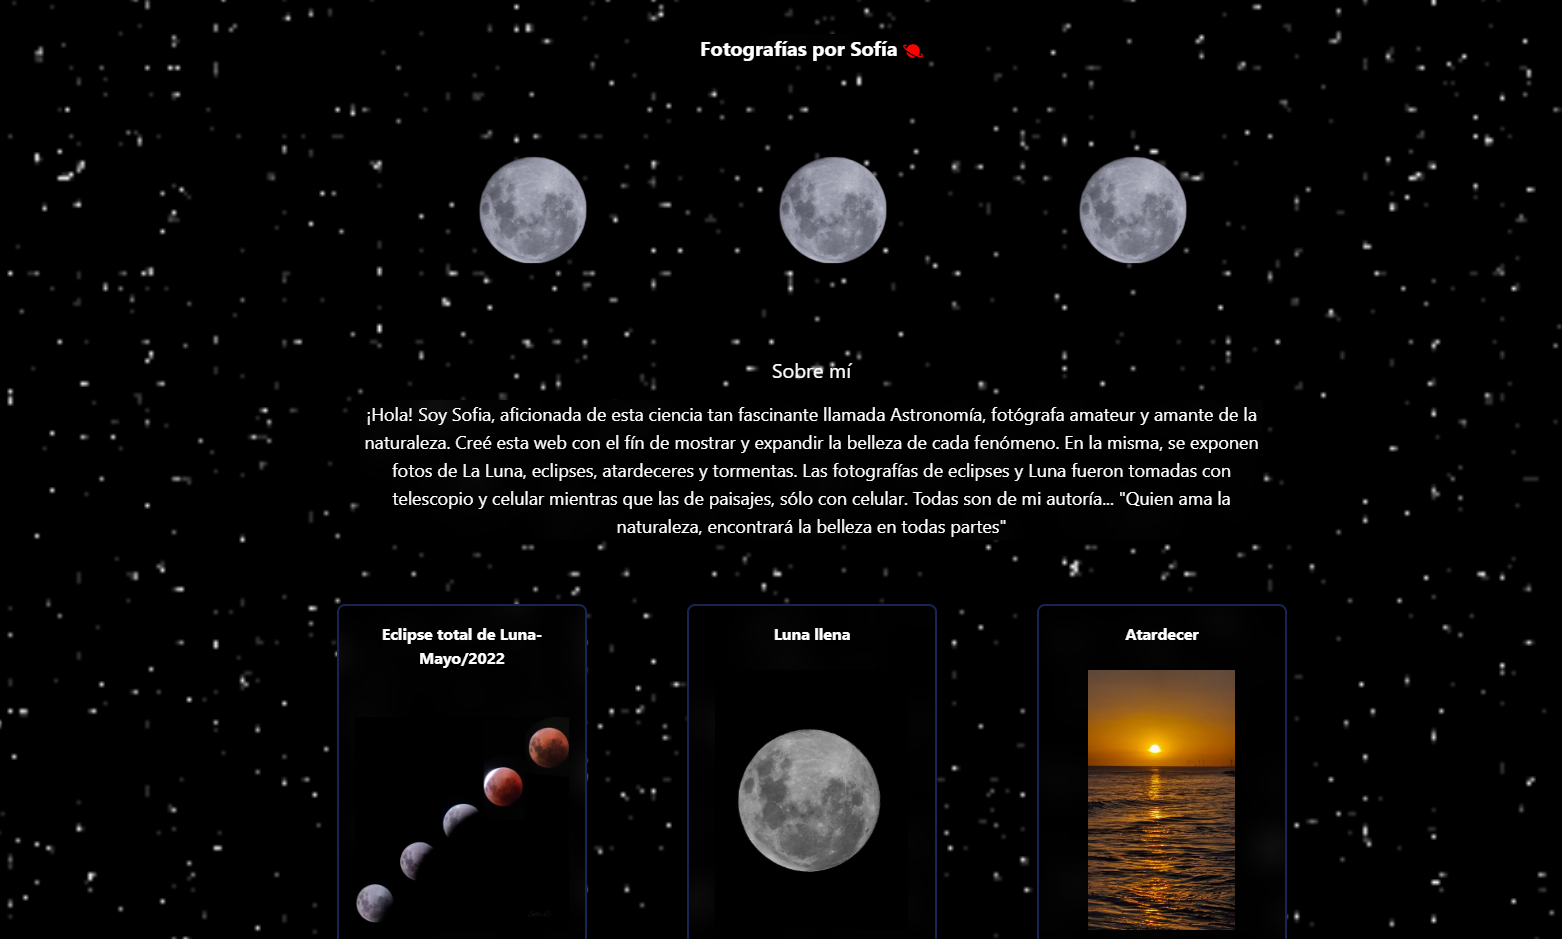 Fotografías por Sofía
Sobre mí
¡Hola! Soy Sofia, aficionada de esta ciencia tan fascinante llamada Astronomía, fotógrafa amateur y amante de la
naturaleza. Creé esta web con el fín de mostrar y expandir la belleza de cada fenómeno. En la misma, se exponen
fotos de La Luna, eclipses, atardeceres y tormentas. Las fotografías de eclipses y Luna fueron tomadas con
telescopio y celular mientras que las de paisajes, sólo con celular. Todas son de mi autoría... "Quien ama la
naturaleza, encontrará la belleza en todas partes"
Eclipse total de Luna-
Mayo/2022
Luna llena
Atardecer